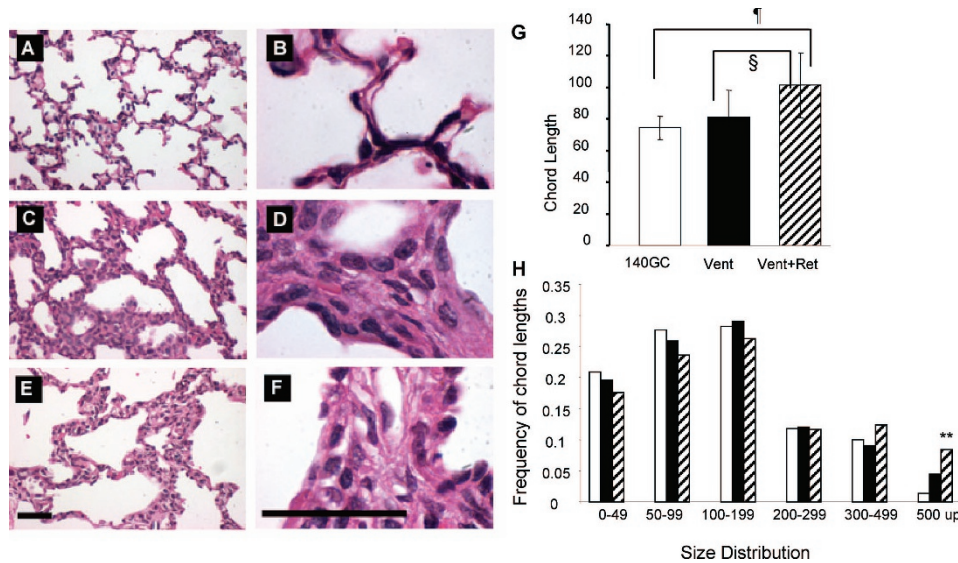 A
B
C
D
E
F
G
¶
§
140
120
100
80
60
40
20
0
Chord Length
140GC Vent Vent+Ret
H
0.3
0.25
0.2
0.15
0.1
0.05
0
Frequency of chord lengths
**
0-49 50-99 100-199 200-299 300-499 500 up
Size Distribution